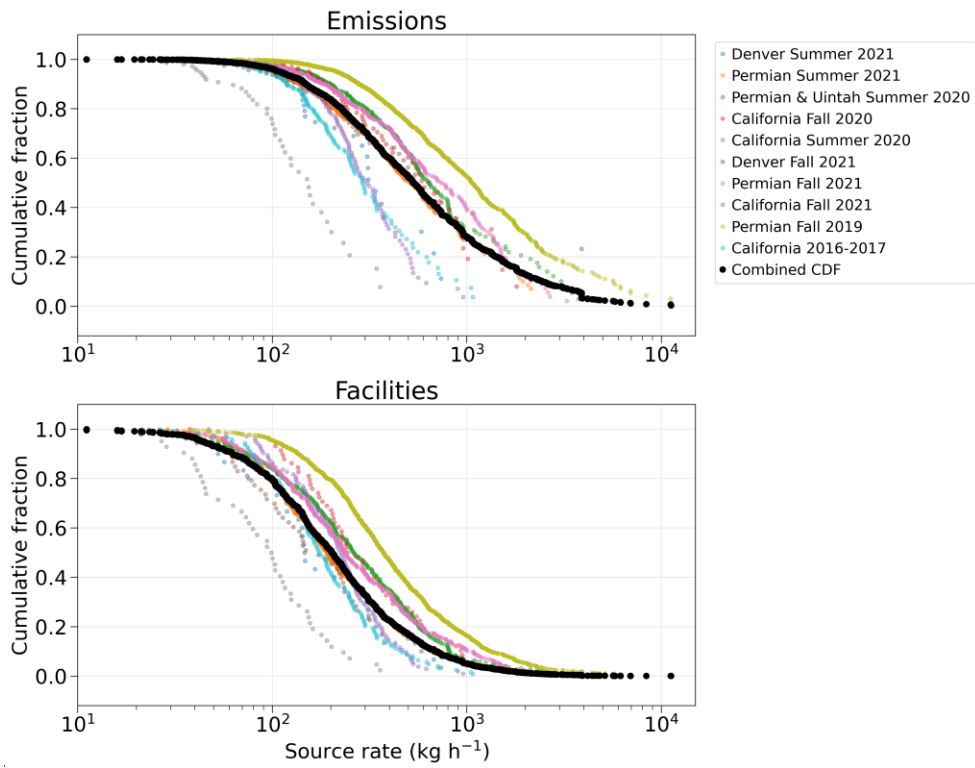 Emissions
Cumulative fraction
1.0
0.8
0.6
0.4
0.2
0.0
10¹ 10² 10³ 10⁴
Denver Summer 2021
Permian Summer 2021
Permian & Uintah Summer 2020
California Fall 2020
California Summer 2020
Denver Fall 2021
Permian Fall 2021
California Fall 2021
Permian Fall 2019
California 2016-2017
Combined CDF
Facilities
Cumulative fraction
1.0
0.8
0.6
0.4
0.2
0.0
10¹ 10² 10³ 10⁴
Source rate (kg h⁻¹)